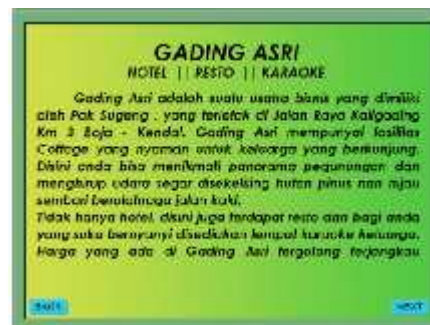 GADING ASRI
HOTEL || RESTO || KARAOKE
Gading Asri adalah suatu usaha bisnis yang dimiliki
oleh Pak Sugeng , yang terletak di Jalan Raya Kaligading
Km 3 Boja - Kendal. Gading Asri mempunyai fasilitas
Cottage yang nyaman untuk keluarga yang berkunjung.
Disini anda bisa menikmati panorama pegunungan dan
menghirup udara segar disekeliling hutan pinus nan hijau
sembari berolahraga jalan kaki.
Tidak hanya hotel, disini juga terdapat resto dan bagi anda
yang suka bernyanyi disediakan tempat karaoke keluarga.
Harga yang ada di Gading Asri tergolong terjangkau
BACK
NEXT